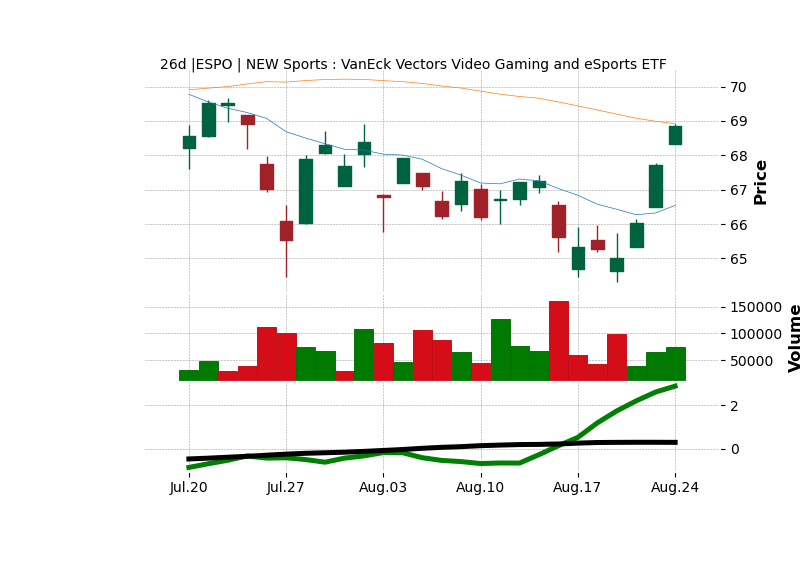 26d |ESPO | NEW Sports : VanEck Vectors Video Gaming and eSports ETF
70
69
68
67
66
65
Price
150000
100000
50000
Volume
2
0
Jul.20 Jul.27 Aug.03 Aug.10 Aug.17 Aug.24